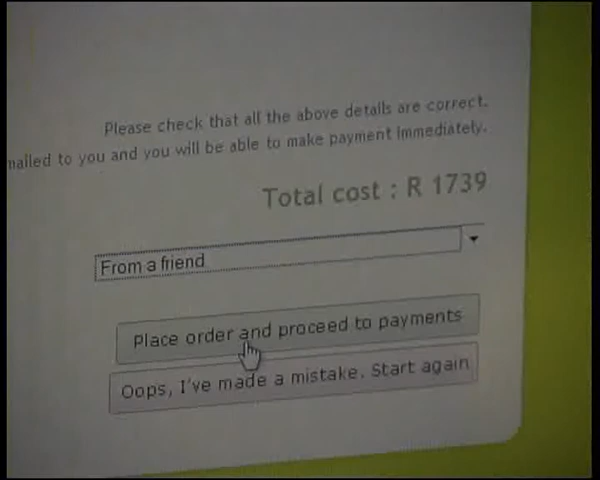 Please check that all the above details are correct.
mailed to you and you will be able to make payment immediately.
Total cost : R 1739
From a friend
Place order and proceed to payments
Oops, I've made a mistake. Start again